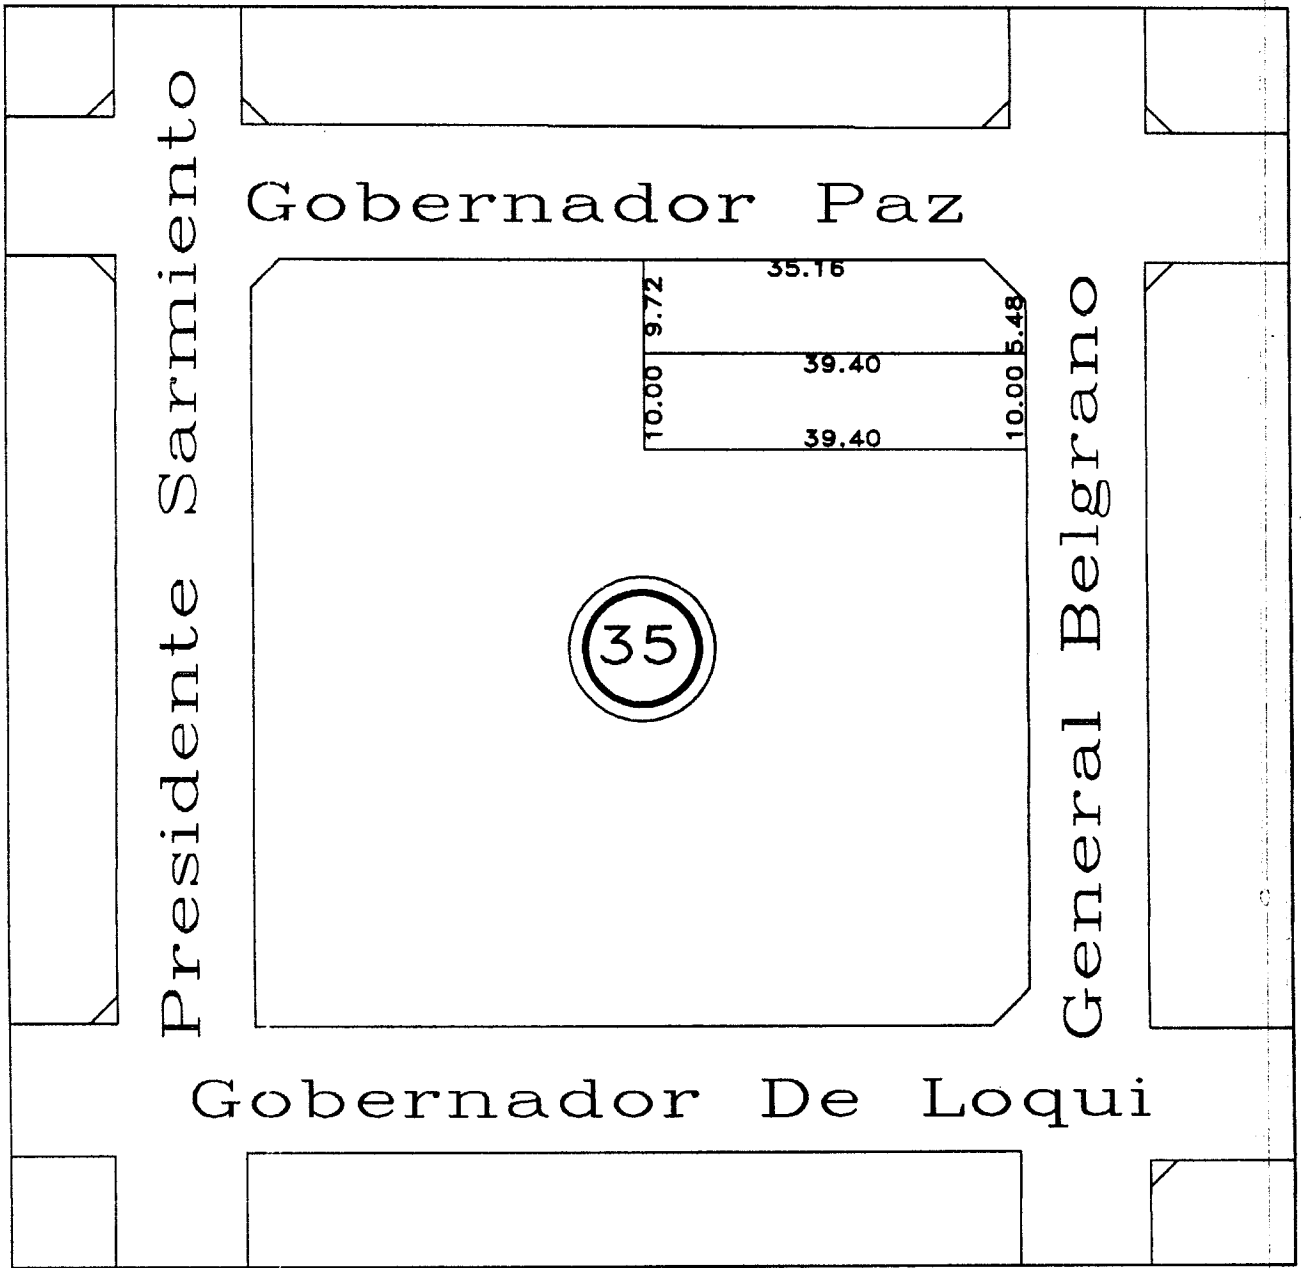 Gobernador Paz
Presidente Sarmiento
35.16
9.72
5.48
39.40
10.00
10.00
39.40
General Belgrano
35
Gobernador De Loqui